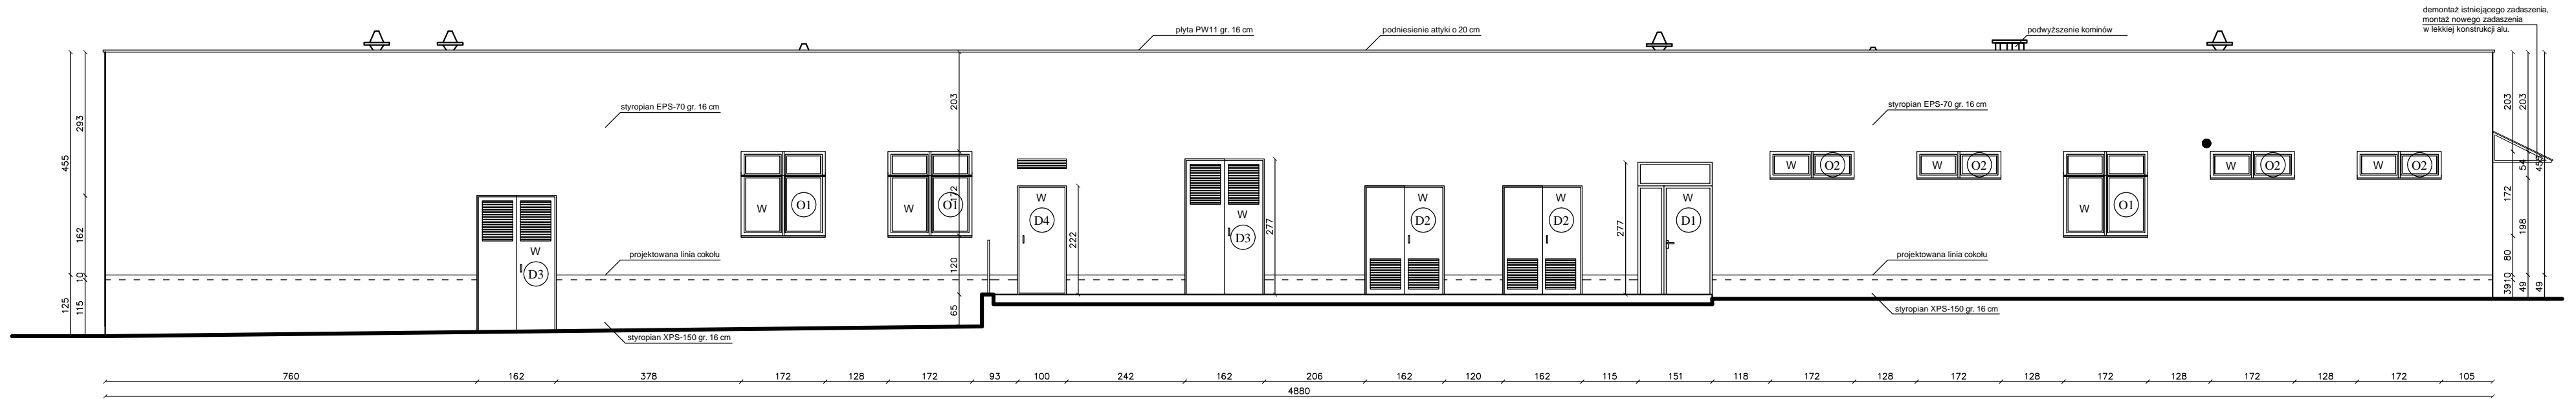 demontaż istniejącego zadaszenia,
montaż nowego zadaszenia
w lekkiej konstrukcji alu.
płyta PW11 gr. 16 cm
podniesienie attyki o 20 cm
podwyższenie kominów
styropian EPS-70 gr. 16 cm
styropian EPS-70 gr. 16 cm
455
293
162
10
125
115
203
172
120
65
W
D3
W
O1
W
O1
W
D4
222
W
D3
277
W
D2
W
D2
277
W
D1
W
O2
W
O2
W
O1
W
O2
W
O2
203
203
54
455
172
198
80
10
39
49
49
projektowana linia cokołu
projektowana linia cokołu
styropian XPS-150 gr. 16 cm
styropian XPS-150 gr. 16 cm
760 162 378 172 128 172 93 100 242 162 206 162 120 162 115 151 118 172 128 172 128 172 128 172 128 172 105
4880